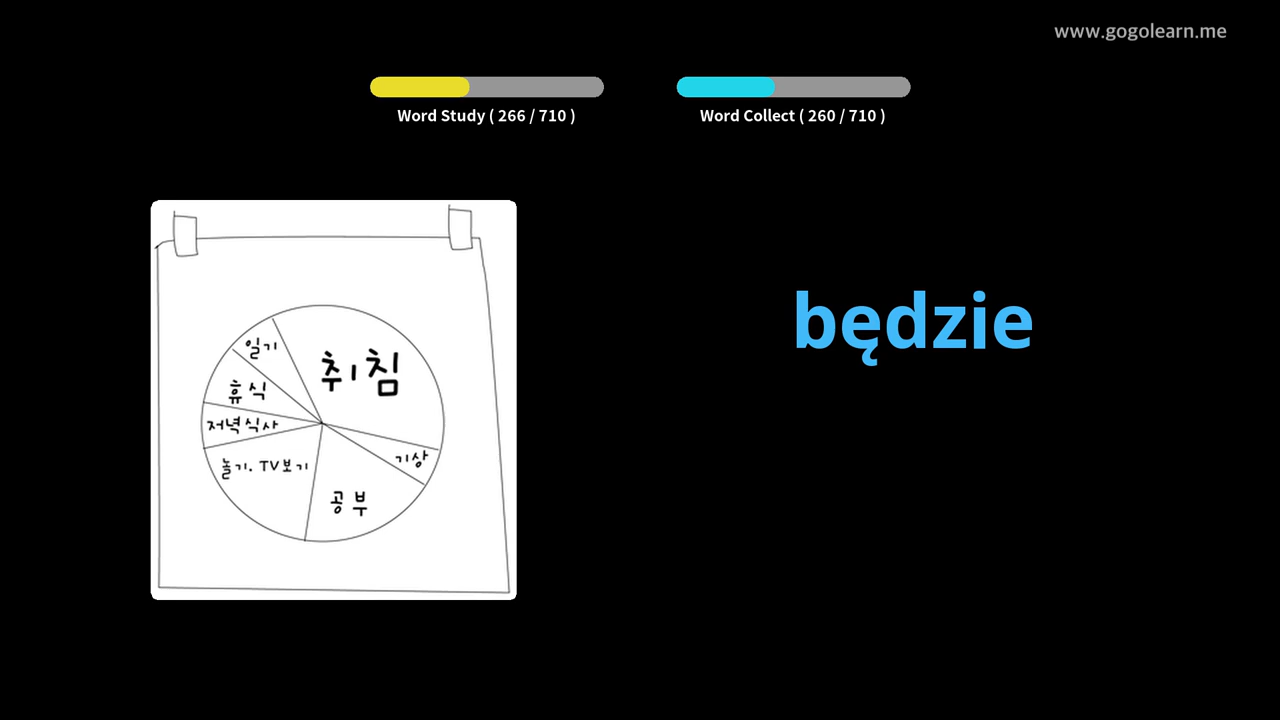 www.gogolearn.me
Word Study ( 266 / 710 )
Word Collect ( 260 / 710 )
będzie
일기
취침
휴식
저녁식사
기상
놀기. TV보기
공부